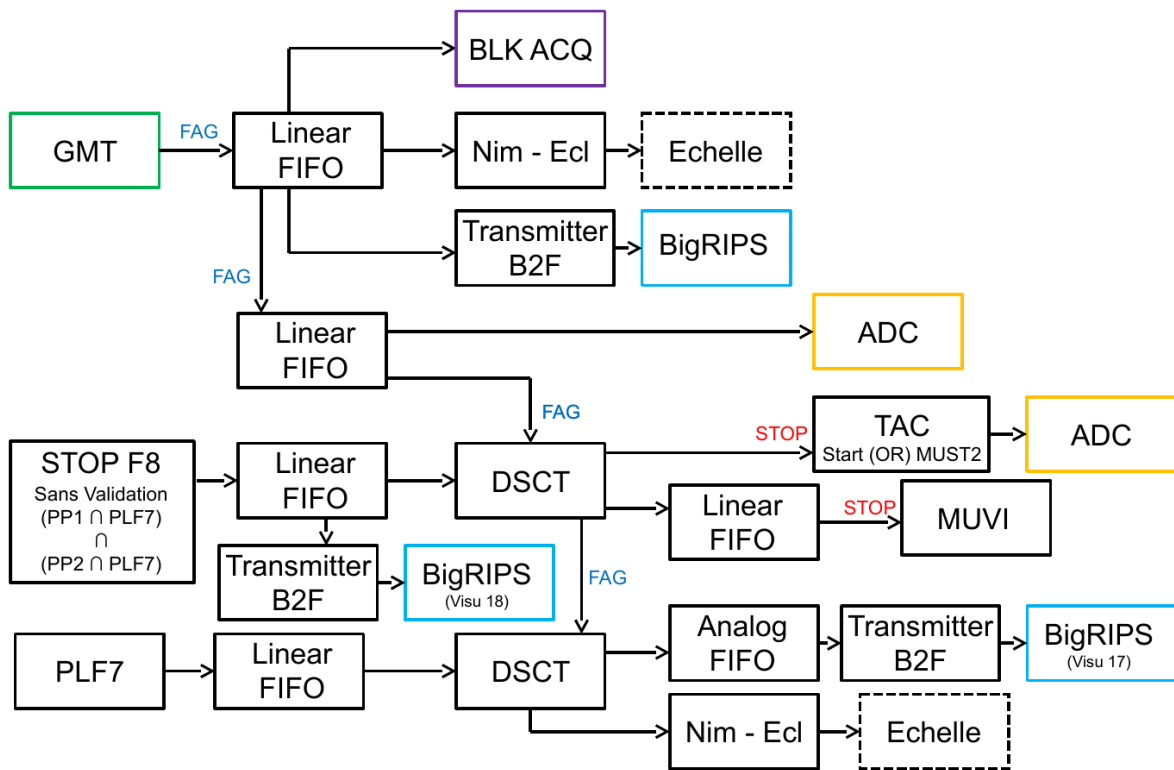 BLK ACQ
GMT
FAG
Linear
FIFO
Nim - Ecl
Echelle
Transmitter
B2F
BigRIPS
FAG
Linear
FIFO
ADC
FAG
STOP F8
Sans Validation
(PP1 ∩ PLF7)
∩
(PP2 ∩ PLF7)
Linear
FIFO
DSCT
STOP
TAC
Start (OR) MUST2
ADC
Linear
FIFO
STOP
MUVI
Transmitter
B2F
BigRIPS
(Visu 18)
FAG
PLF7
Linear
FIFO
DSCT
Analog
FIFO
Transmitter
B2F
BigRIPS
(Visu 17)
Nim - Ecl
Echelle